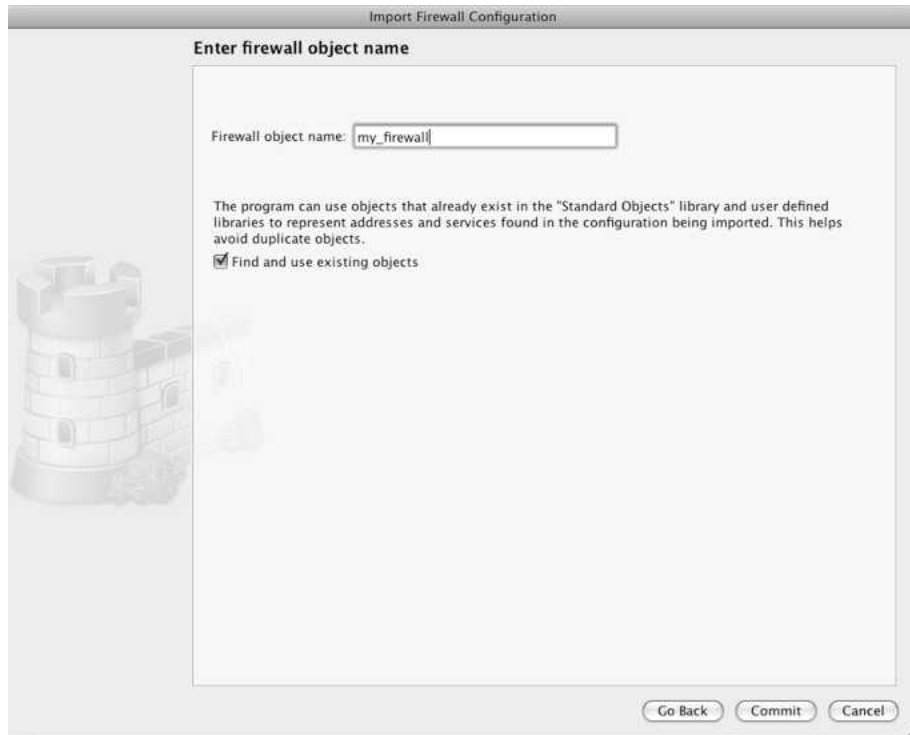 Import Firewall Configuration
Enter firewall object name
Firewall object name: my_firewall
The program can use objects that already exist in the "Standard Objects" library and user defined
libraries to represent addresses and services found in the configuration being imported. This helps
avoid duplicate objects.
Find and use existing objects
Go Back Commit Cancel